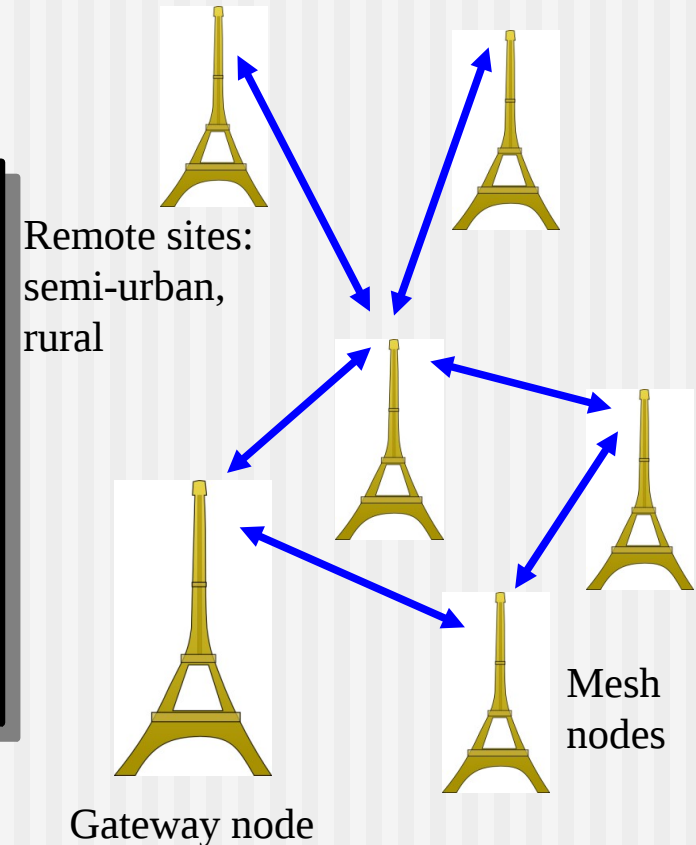 Remote sites:
semi-urban,
rural
Mesh
nodes
Gateway node